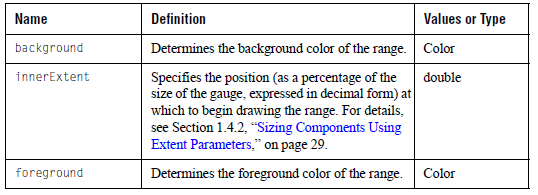 Name Definition Values or Type
background Determines the background color of the range. Color
innerExtent Specifies the position (as a percentage of the double
size of the gauge, expressed in decimal form) at
which to begin drawing the range. For details,
see Section 1.4.2, “Sizing Components Using
Extent Parameters,” on page 29.
foreground Determines the foreground color of the range. Color